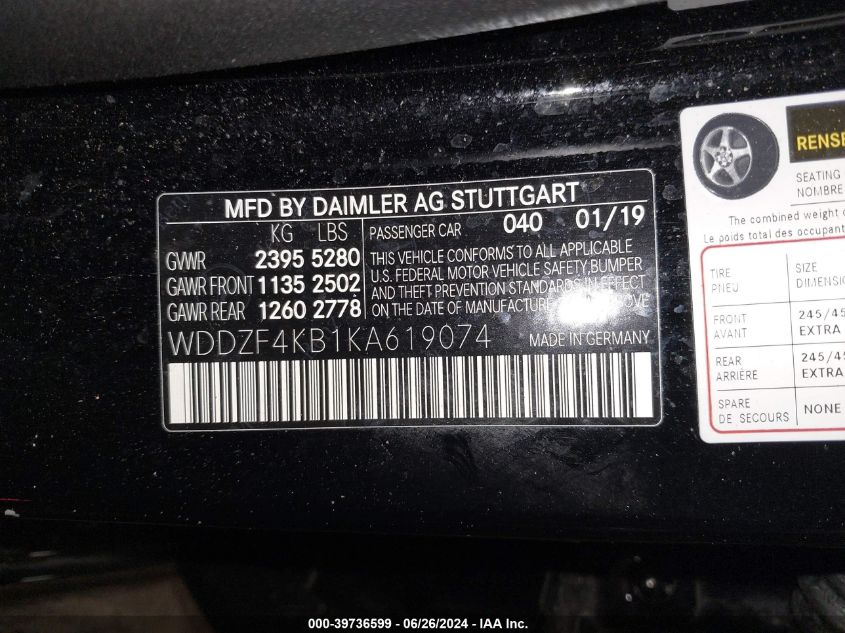 MFD BY DAIMLER AG STUTTGART
KG LBS
GVWR 2395 5280
GAWR FRONT 1135 2502
GAWR REAR 1260 2778
PASSENGER CAR 040 01/19
THIS VEHICLE CONFORMS TO ALL APPLICABLE
U.S. FEDERAL MOTOR VEHICLE SAFETY,BUMPER
AND THEFT PREVENTION STANDARDS IN EFFECT
ON THE DATE OF MANUFACTURE SHOWN ABOVE
WDDZF4KB1KA619074
RENSE
SEATING
NOMBRE
The combined weight o
Le poids total des occupant
TIRE
PNEU
SIZE
DIMENSIO
FRONT
AVANT
245/45
EXTRA
REAR
ARRIÈRE
245/45
EXTRA
SPARE
DE SECOURS
NONE
000-39736599 - 06/26/2024 - IAA Inc.